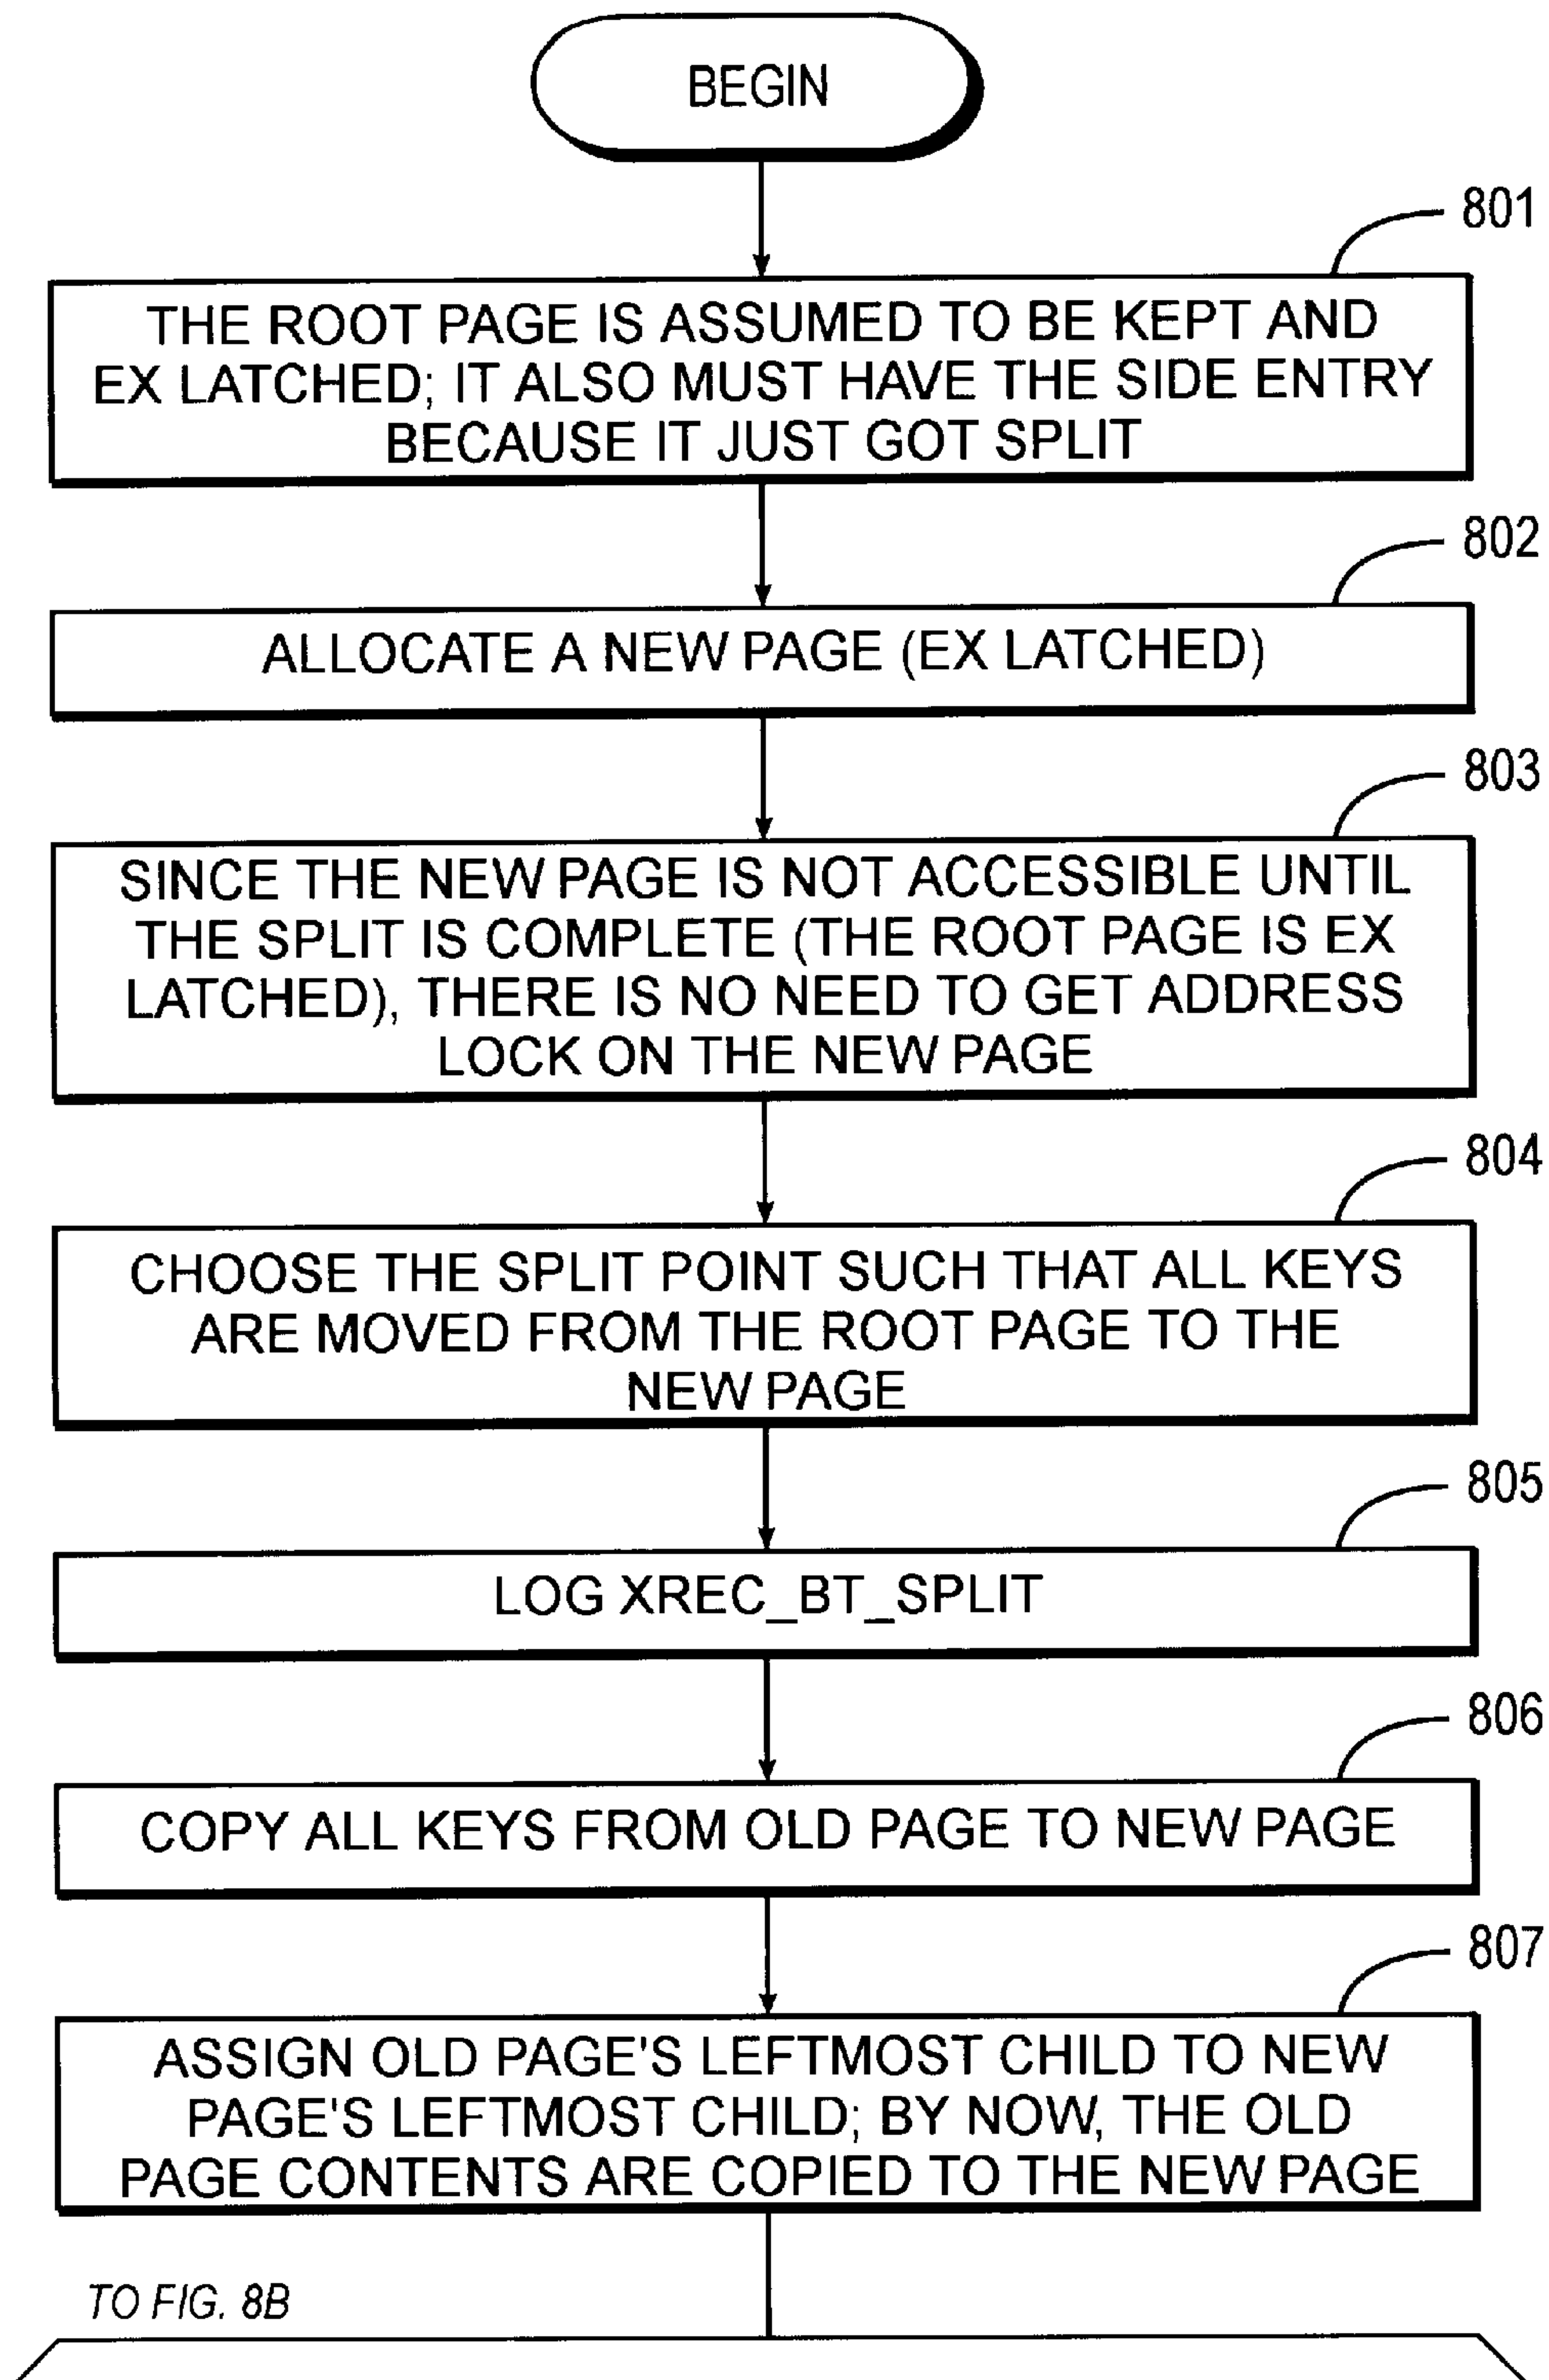 BEGIN
801
THE ROOT PAGE IS ASSUMED TO BE KEPT AND
EX LATCHED; IT ALSO MUST HAVE THE SIDE ENTRY
BECAUSE IT JUST GOT SPLIT
802
ALLOCATE A NEW PAGE (EX LATCHED)
803
SINCE THE NEW PAGE IS NOT ACCESSIBLE UNTIL
THE SPLIT IS COMPLETE (THE ROOT PAGE IS EX
LATCHED), THERE IS NO NEED TO GET ADDRESS
LOCK ON THE NEW PAGE
804
CHOOSE THE SPLIT POINT SUCH THAT ALL KEYS
ARE MOVED FROM THE ROOT PAGE TO THE
NEW PAGE
805
LOG XREC_BT_SPLIT
806
COPY ALL KEYS FROM OLD PAGE TO NEW PAGE
807
ASSIGN OLD PAGE'S LEFTMOST CHILD TO NEW
PAGE'S LEFTMOST CHILD; BY NOW, THE OLD
PAGE CONTENTS ARE COPIED TO THE NEW PAGE
TO FIG. 8B